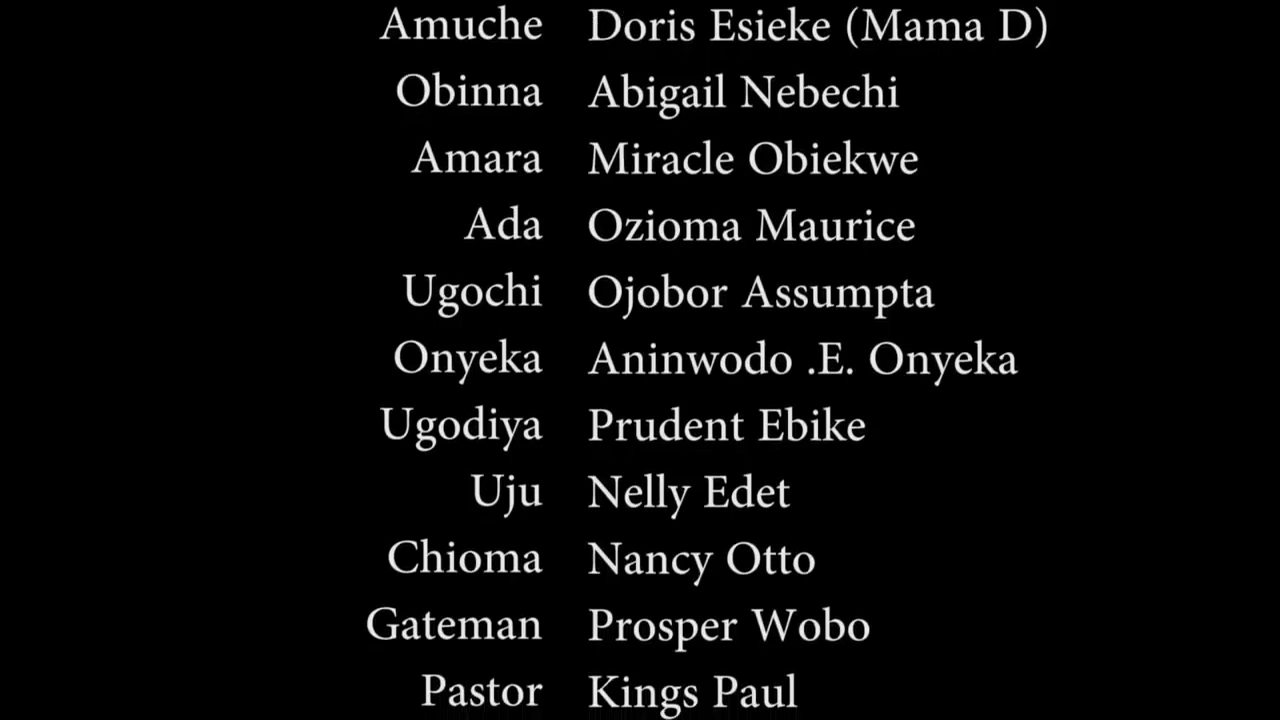 Amuche Doris Esieke (Mama D)
Obinna Abigail Nebechi
Amara Miracle Obiekwe
Ada Ozioma Maurice
Ugochi Ojobor Assumpta
Onyeka Aninwodo .E. Onyeka
Ugodiya Prudent Ebike
Uju Nelly Edet
Chioma Nancy Otto
Gateman Prosper Wobo
Pastor Kings Paul